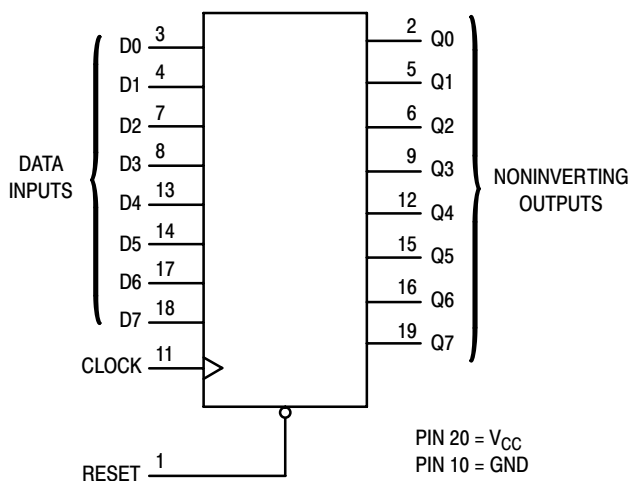 D0 3
D1 4
D2 7
D3 8
D4 13
D5 14
D6 17
D7 18
DATA
INPUTS
CLOCK 11
RESET 1
2 Q0
5 Q1
6 Q2
9 Q3
12 Q4
15 Q5
16 Q6
19 Q7
NONINVERTING
OUTPUTS
PIN 20 = VCC
PIN 10 = GND